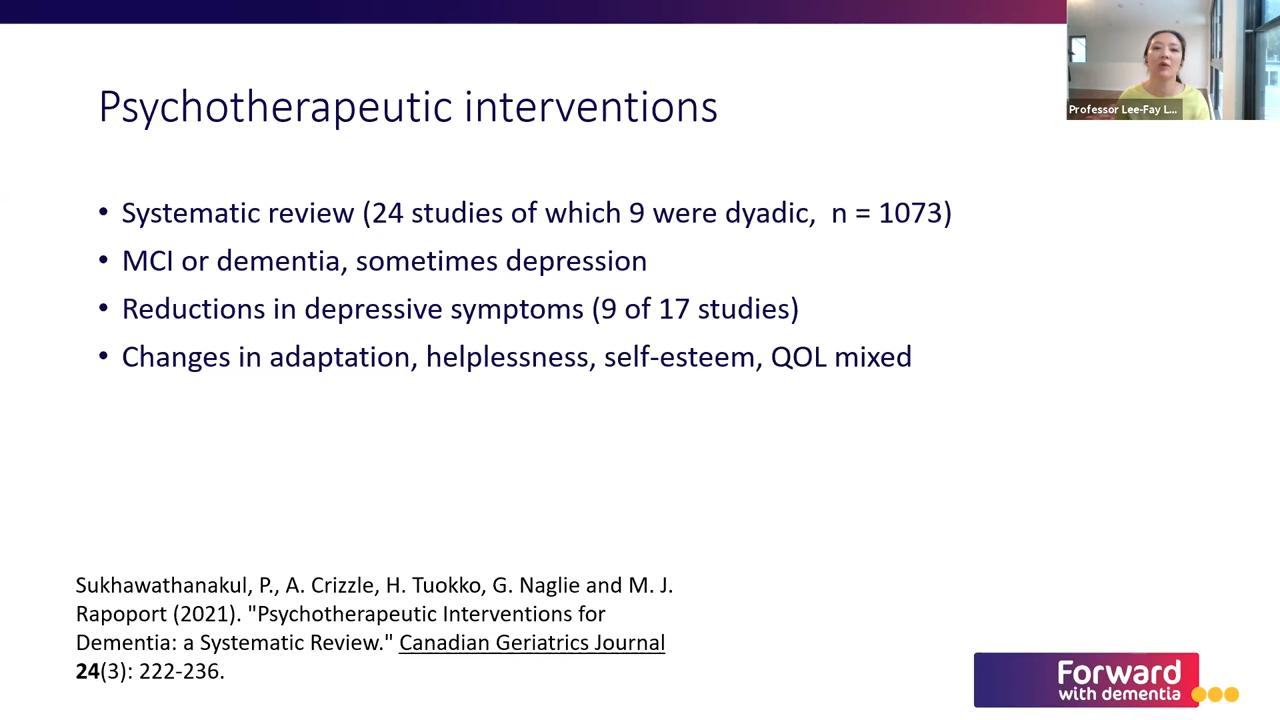 Professor Lee-Fay L...
Psychotherapeutic interventions
• Systematic review (24 studies of which 9 were dyadic,  n = 1073)
• MCI or dementia, sometimes depression
• Reductions in depressive symptoms (9 of 17 studies)
• Changes in adaptation, helplessness, self-esteem, QOL mixed
Sukhawathanakul, P., A. Crizzle, H. Tuokko, G. Naglie and M. J.
Rapoport (2021). "Psychotherapeutic Interventions for
Dementia: a Systematic Review." Canadian Geriatrics Journal
24(3): 222-236.
Forward
with dementia